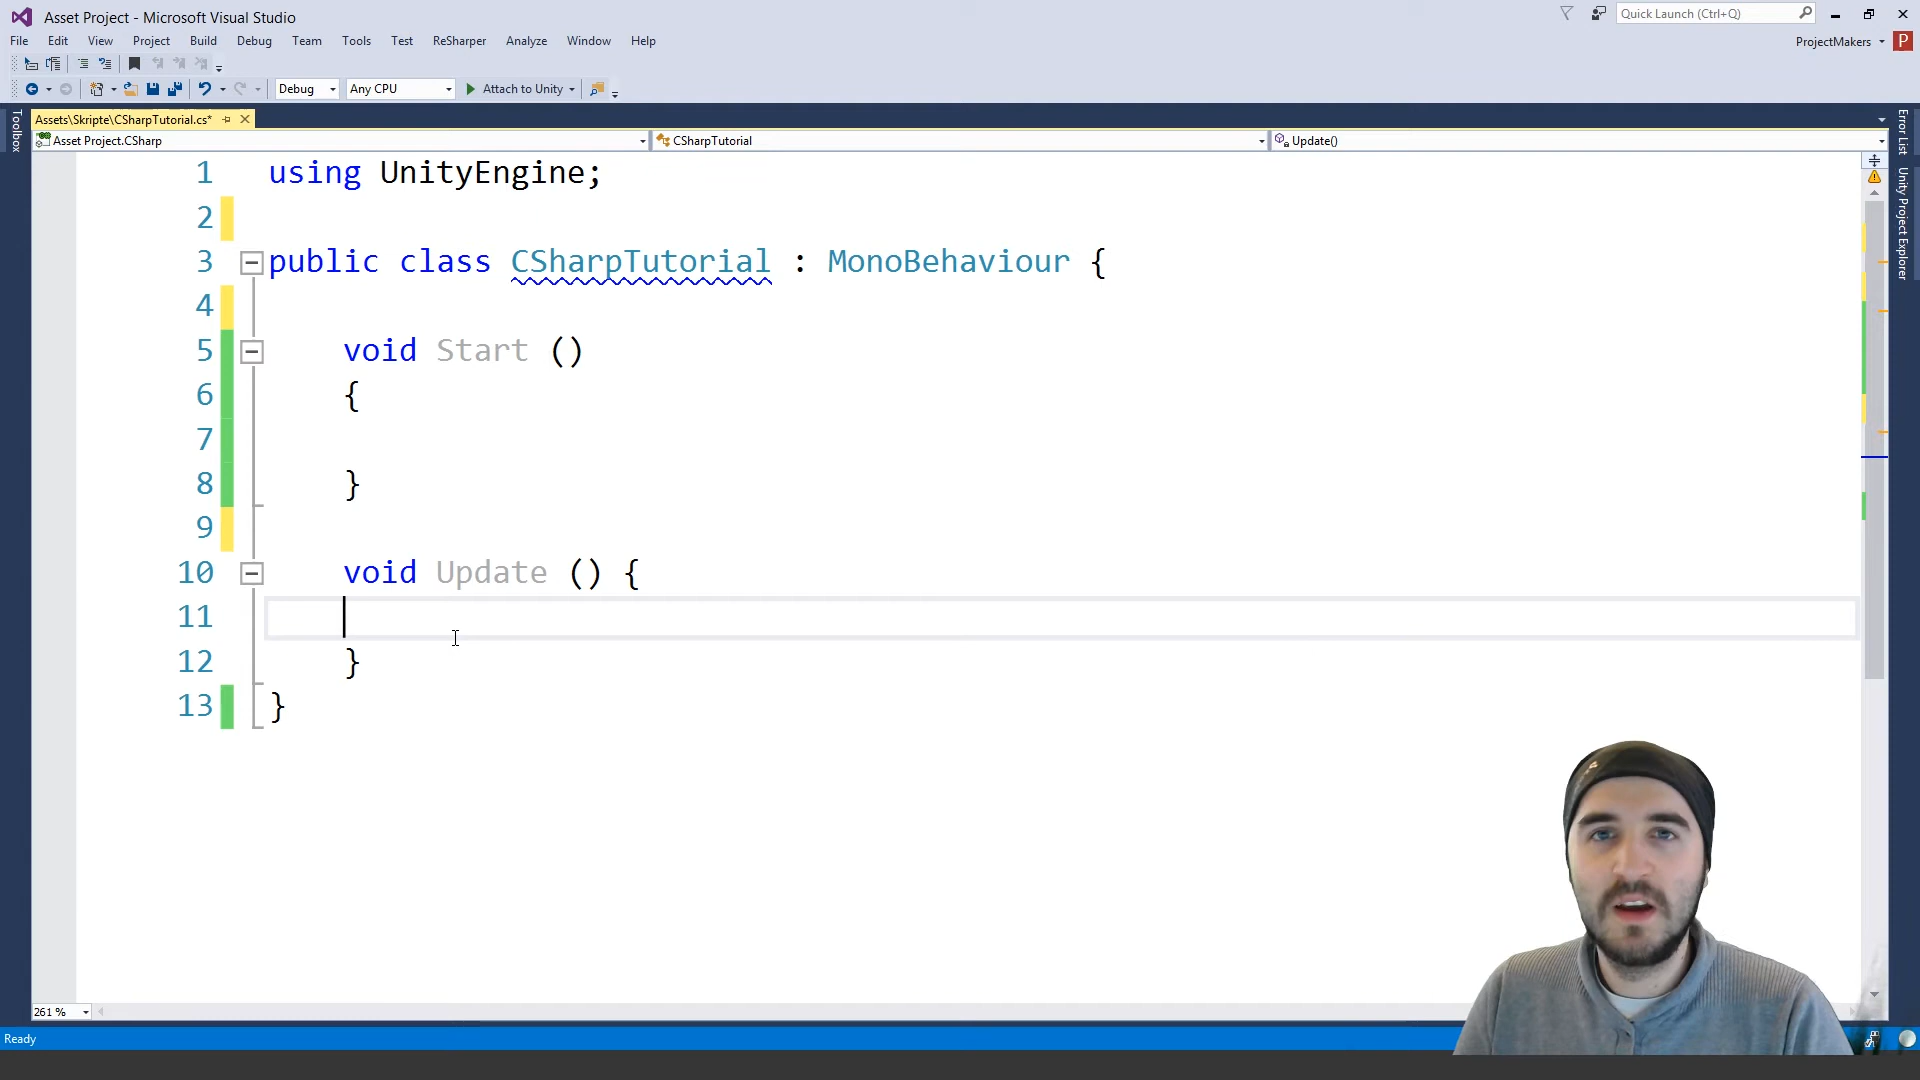 Asset Project - Microsoft Visual Studio
Quick Launch (Ctrl+Q)
File Edit View Project Build Debug Team Tools Test ReSharper Analyze Window Help
ProjectMakers P
Debug Any CPU Attach to Unity
Toolbox
Assets\Skripte\CSharpTutorial.cs*
Asset Project.CSharp CSharpTutorial Update()
Error List
Unity Project Explorer
1 using UnityEngine;
2
3 public class CSharpTutorial : MonoBehaviour {
4
5 void Start ()
6 {
7
8 }
9
10 void Update () {
11
12 }
13 }
261 %
Ready